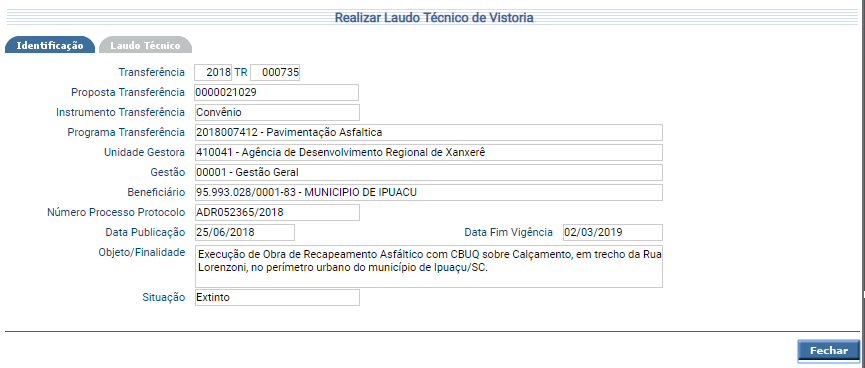 Realizar Laudo Técnico de Vistoria
Identificação Laudo Técnico
Transferência 2018 TR 000735
Proposta Transferência 0000021029
Instrumento Transferência Convênio
Programa Transferência 2018007412 - Pavimentação Asfaltica
Unidade Gestora 410041 - Agência de Desenvolvimento Regional de Xanxerê
Gestão 00001 - Gestão Geral
Beneficiário 95.993.028/0001-83 - MUNICIPIO DE IPUACU
Número Processo Protocolo ADR052365/2018
Data Publicação 25/06/2018 Data Fim Vigência 02/03/2019
Objeto/Finalidade Execução de Obra de Recapeamento Asfáltico com CBUQ sobre Calçamento, em trecho da Rua
Lorenzoni, no perímetro urbano do município de Ipuaçu/SC.
Situação Extinto
Fechar